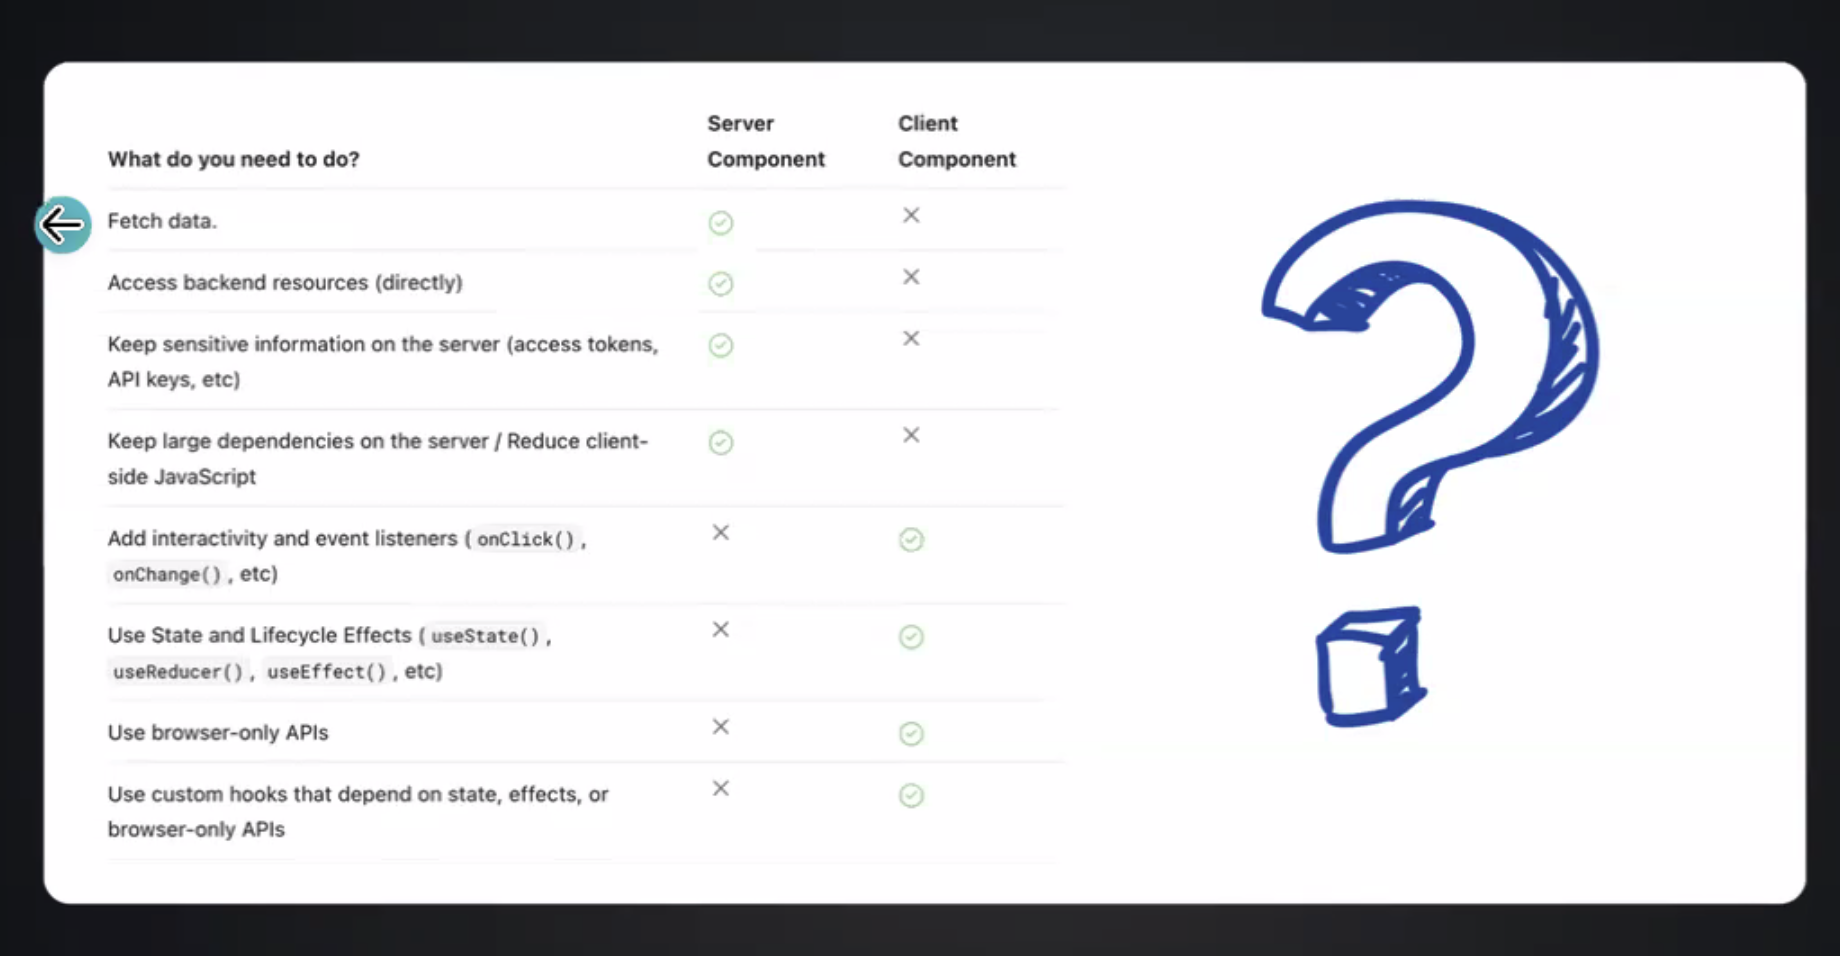 Server
Component
Client
Component
What do you need to do?
Fetch data.
Access backend resources (directly)
Keep sensitive information on the server (access tokens,
API keys, etc)
Keep large dependencies on the server / Reduce client-
side JavaScript
Add interactivity and event listeners ( onClick() ,
onChange() , etc)
Use State and Lifecycle Effects ( useState() ,
useReducer() , useEffect() , etc)
Use browser-only APIs
Use custom hooks that depend on state, effects, or
browser-only APIs
?